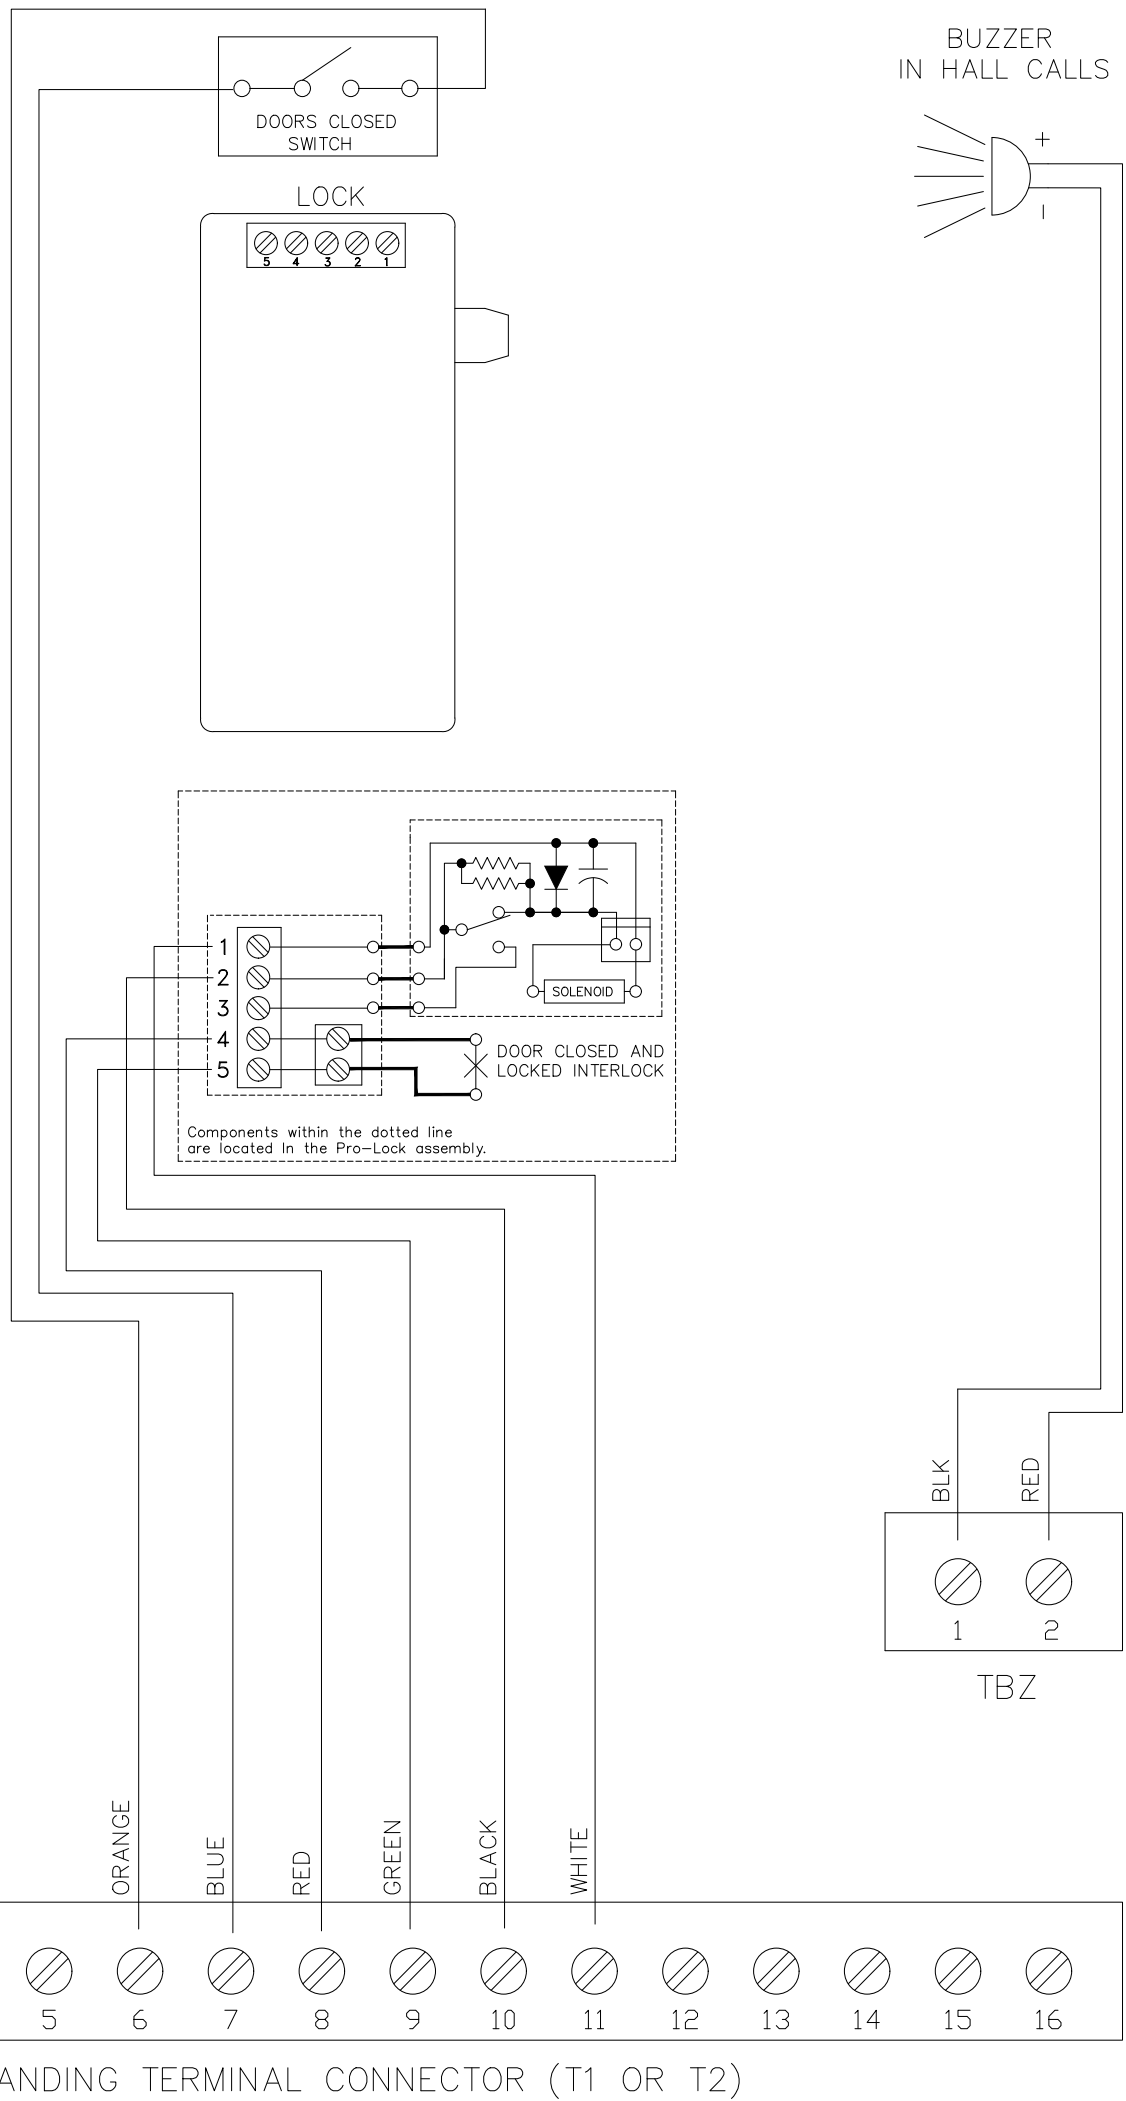 BUZZER
IN HALL CALLS
+
−
DOORS CLOSED
SWITCH
LOCK
5 4 3 2 1
1
2
3
4
5
SOLENOID
DOOR CLOSED AND
LOCKED INTERLOCK
Components within the dotted line
are located In the Pro-Lock assembly.
BLK
RED
1 2
TBZ
ORANGE
BLUE
RED
GREEN
BLACK
WHITE
5 6 7 8 9 10 11 12 13 14 15 16
ANDING TERMINAL CONNECTOR (T1 OR T2)